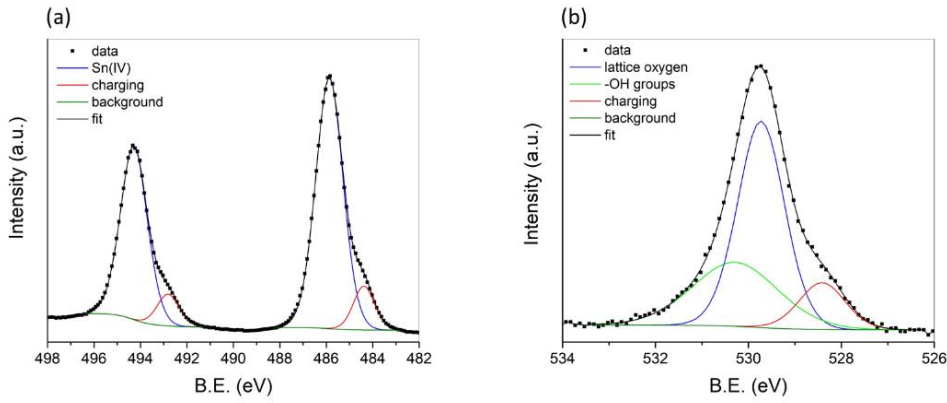 (a)
data
Sn(IV)
charging
background
fit
Intensity (a.u.)
498 496 494 492 490 488 486 484 482
B.E. (eV)
(b)
data
lattice oxygen
-OH groups
charging
background
fit
Intensity (a.u.)
534 532 530 528 526
B.E. (eV)